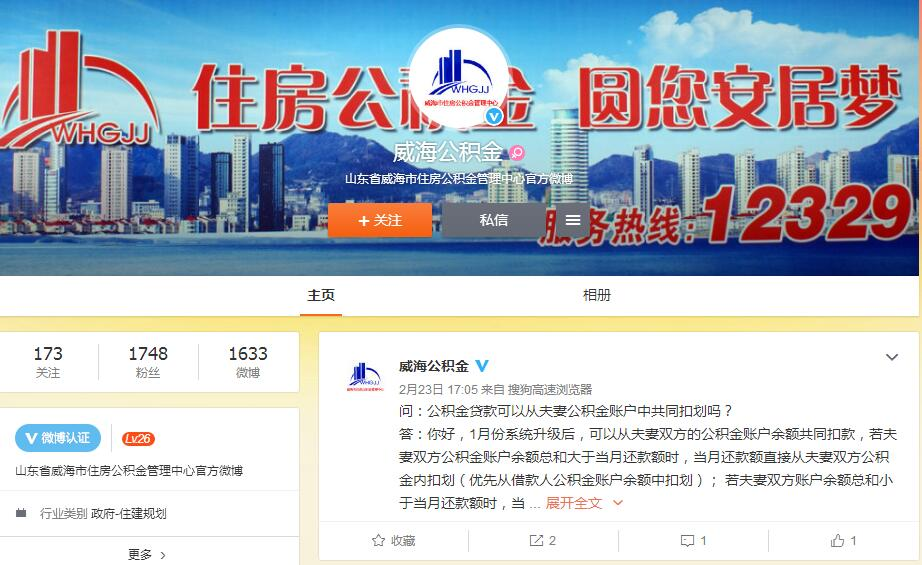 WHGJJ
住房公积金 圆您安居梦
WHGJJ
威海市住房公积金管理中心
威海公积金
山东省威海市住房公积金管理中心官方微博
+ 关注 私信
服务热线:12329
主页 相册
173 1748 1633
关注 粉丝 微博
微博认证 Lv26
山东省威海市住房公积金管理中心官方微博
行业类别 政府-住建规划
更多 >
威海公积金
2月23日 17:05 来自 搜狗高速浏览器
问：公积金贷款可以从夫妻公积金账户中共同扣划吗？
答：你好，1月份系统升级后，可以从夫妻双方的公积金账户余额共同扣款，若夫
妻双方公积金账户余额总和大于当月还款额时，当月还款额直接从夫妻双方公积
金内扣划（优先从借款人公积金账户余额中扣划）；若夫妻双方账户余额总和小
于当月还款额时，当 ... 展开全文
收藏 2 1 1